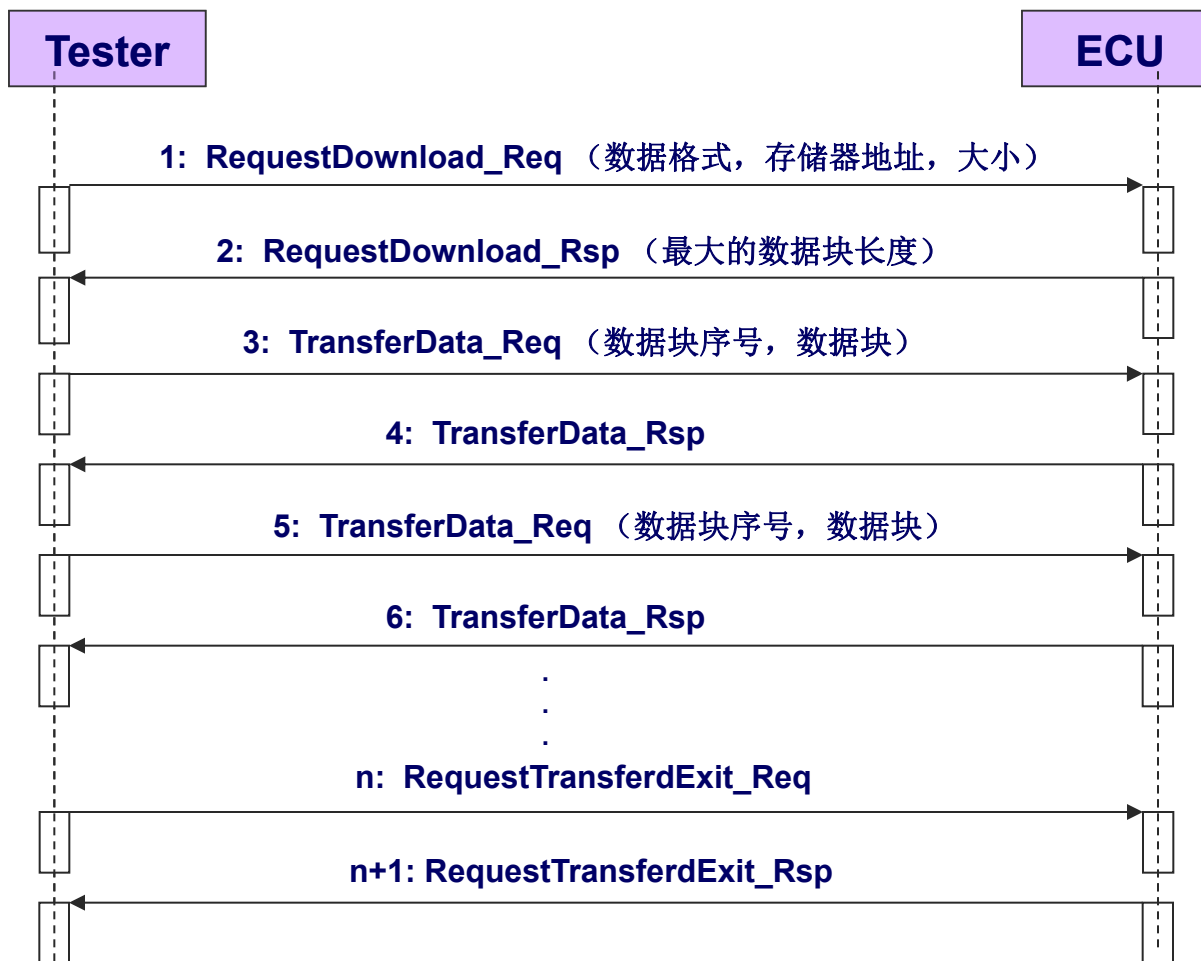 Tester
ECU
1: RequestDownload_Req （数据格式，存储器地址，大小）
2: RequestDownload_Rsp （最大的数据块长度）
3: TransferData_Req （数据块序号，数据块）
4: TransferData_Rsp
5: TransferData_Req （数据块序号，数据块）
6: TransferData_Rsp
.
.
.
n: RequestTransferdExit_Req
n+1: RequestTransferdExit_Rsp